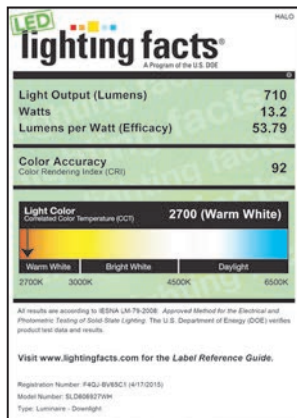 HALO
LED
lighting facts®
A Program of the U.S. DOE
Light Output (Lumens) 710
Watts 13.2
Lumens per Watt (Efficacy) 53.79
Color Accuracy
Color Rendering Index (CRI) 92
Light Color
Correlated Color Temperature (CCT) 2700 (Warm White)
Warm White Bright White Daylight
2700K 3000K 4500K 6500K
All results are according to IESNA LM-79-2008: Approved Method for the Electrical and
Photometric Testing of Solid-State Lighting. The U.S. Department of Energy (DOE) verifies
product test data and results.
Visit www.lightingfacts.com for the Label Reference Guide.
Registration Number: F4QJ-8V65C1 (4/17/2015)
Model Number: SLD606927WH
Type: Luminaire - Downlight